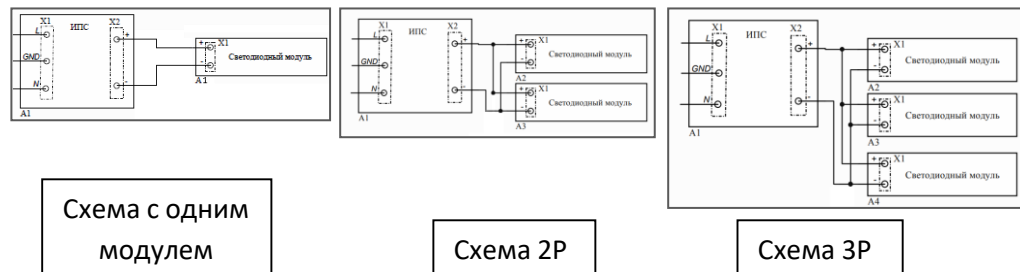 X1 ИПС X2
L
GND
N
+
-
A1
+ X1
-
Светодиодный модуль
A1
X1 ИПС X2
L
GND
N
+
-
A1
+ X1
-
Светодиодный модуль
A2
+ X1
-
Светодиодный модуль
A3
X1 ИПС X2
L
GND
N
+
-
A1
+ X1
-
Светодиодный модуль
A2
+ X1
-
Светодиодный модуль
A3
+ X1
-
Светодиодный модуль
A4
Схема с одним
модулем
Схема 2Р
Схема 3Р